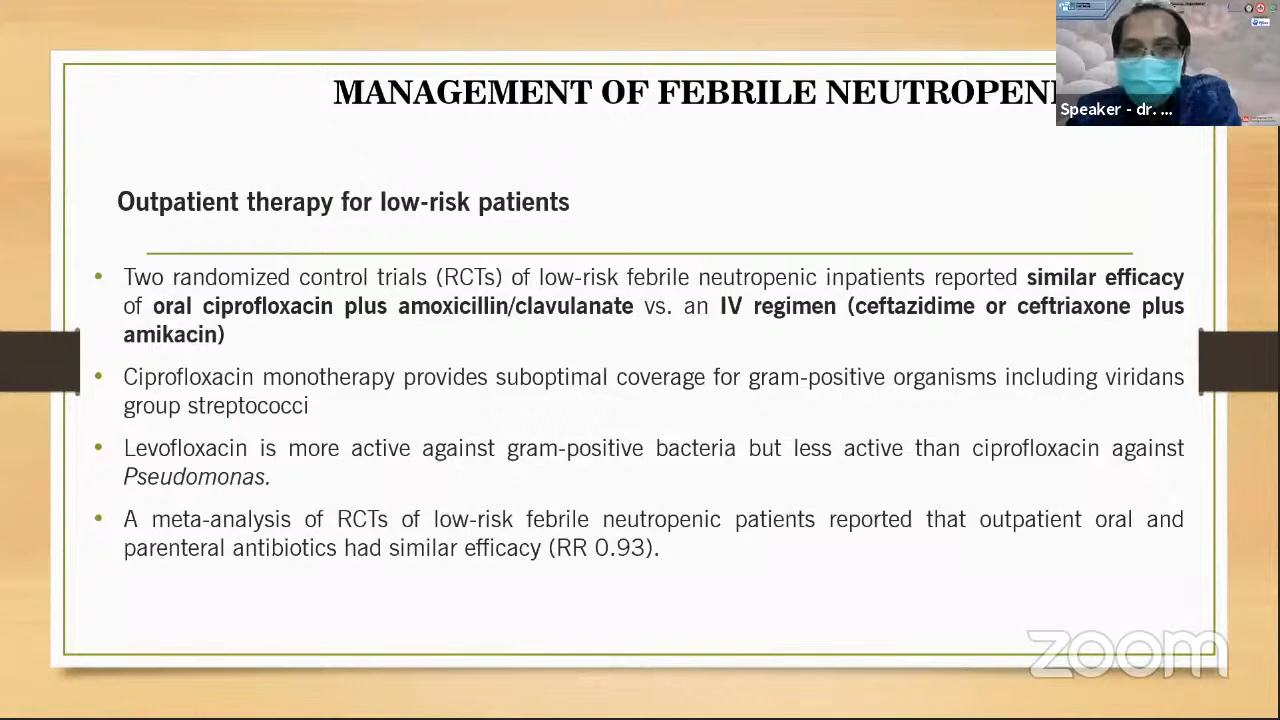 MANAGEMENT OF FEBRILE NEUTROPENI
Speaker - dr. ...
Outpatient therapy for low-risk patients
• Two randomized control trials (RCTs) of low-risk febrile neutropenic inpatients reported similar efficacy
of oral ciprofloxacin plus amoxicillin/clavulanate vs. an IV regimen (ceftazidime or ceftriaxone plus
amikacin)
• Ciprofloxacin monotherapy provides suboptimal coverage for gram-positive organisms including viridans
group streptococci
• Levofloxacin is more active against gram-positive bacteria but less active than ciprofloxacin against
Pseudomonas.
• A meta-analysis of RCTs of low-risk febrile neutropenic patients reported that outpatient oral and
parenteral antibiotics had similar efficacy (RR 0.93).
zoom